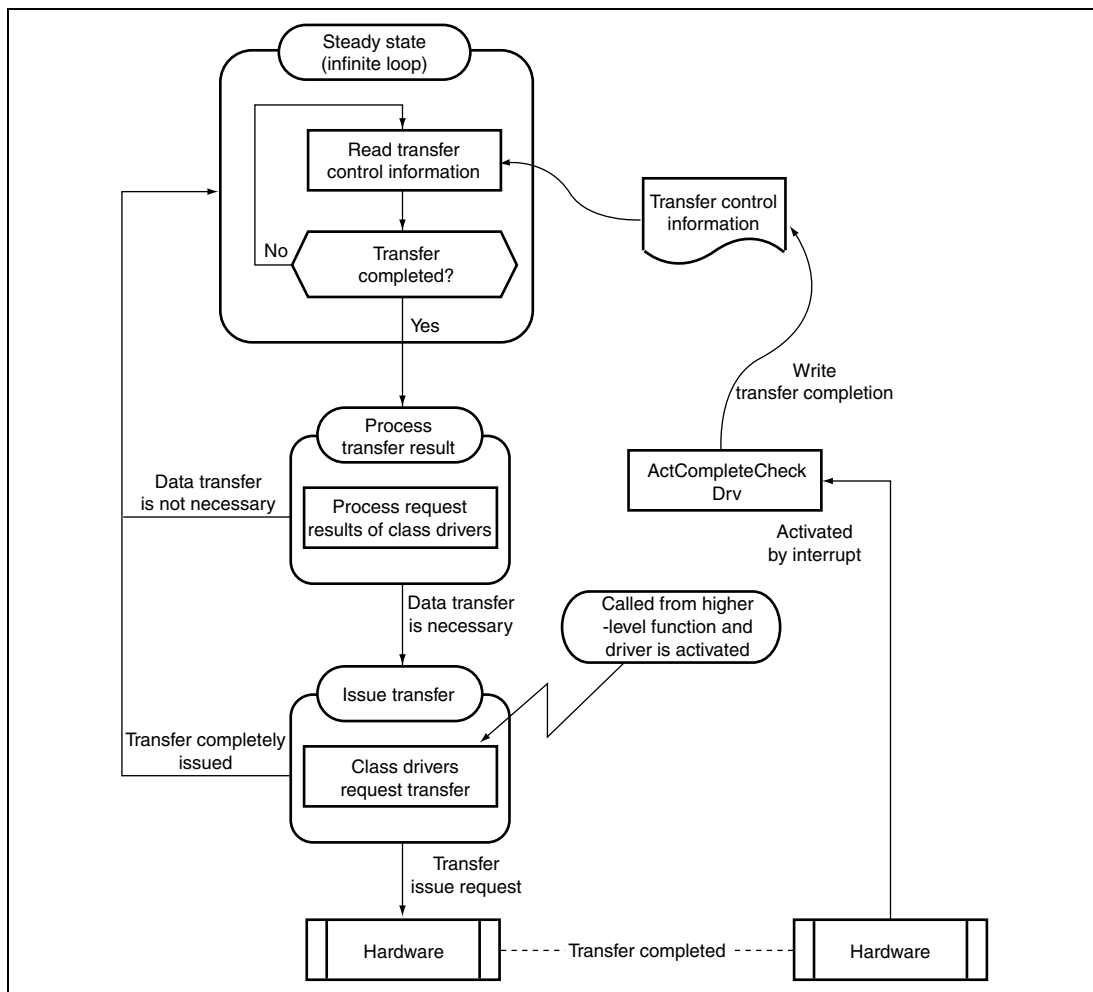 Steady state
(infinite loop)
Read transfer
control information
No
Transfer
completed?
Yes
Transfer control
information
Write
transfer completion
ActCompleteCheck
Drv
Activated
by interrupt
Process
transfer result
Data transfer
is not necessary
Process request
results of class drivers
Data transfer
is necessary
Called from higher
-level function and
driver is activated
Issue transfer
Transfer completely
issued
Class drivers
request transfer
Transfer
issue request
Hardware
Transfer completed
Hardware